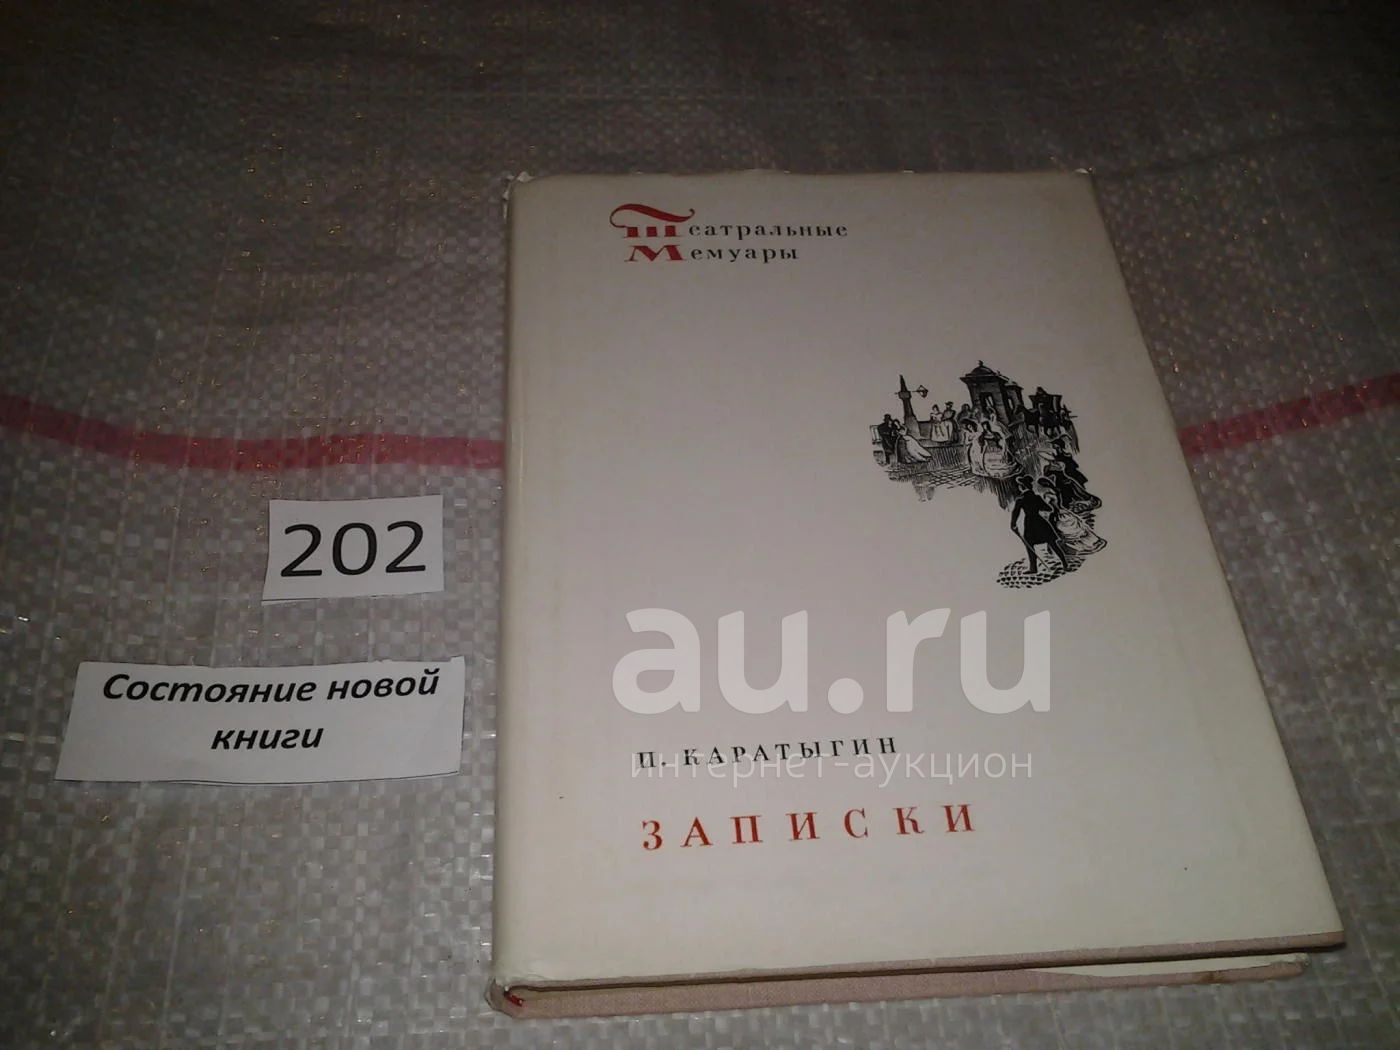 Театральные
Мемуары
202
Состояние новой
книги
au.ru
интернет-аукцион
П. КАРАТЫГИН
ЗАПИСКИ